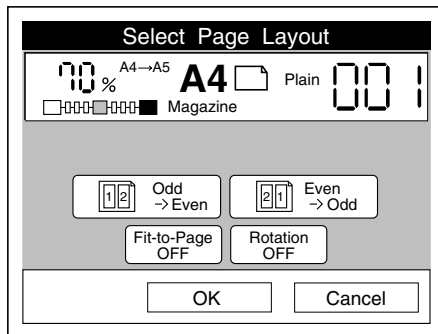 Select Page Layout
70 % A4→A5 A4 Plain 001
Magazine
1 2 Odd
->Even
2 1 Even
->Odd
Fit-to-Page
OFF
Rotation
OFF
OK
Cancel